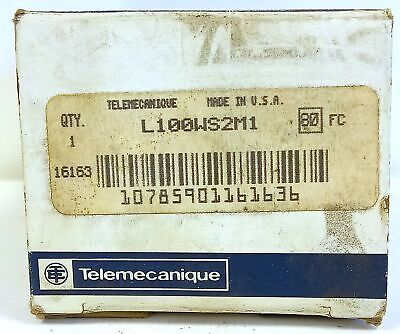 TELEMECANIQUE MADE IN U.S.A.
QTY. L100WS2M1 80 FC
1
16163
10785901161636
Telemecanique